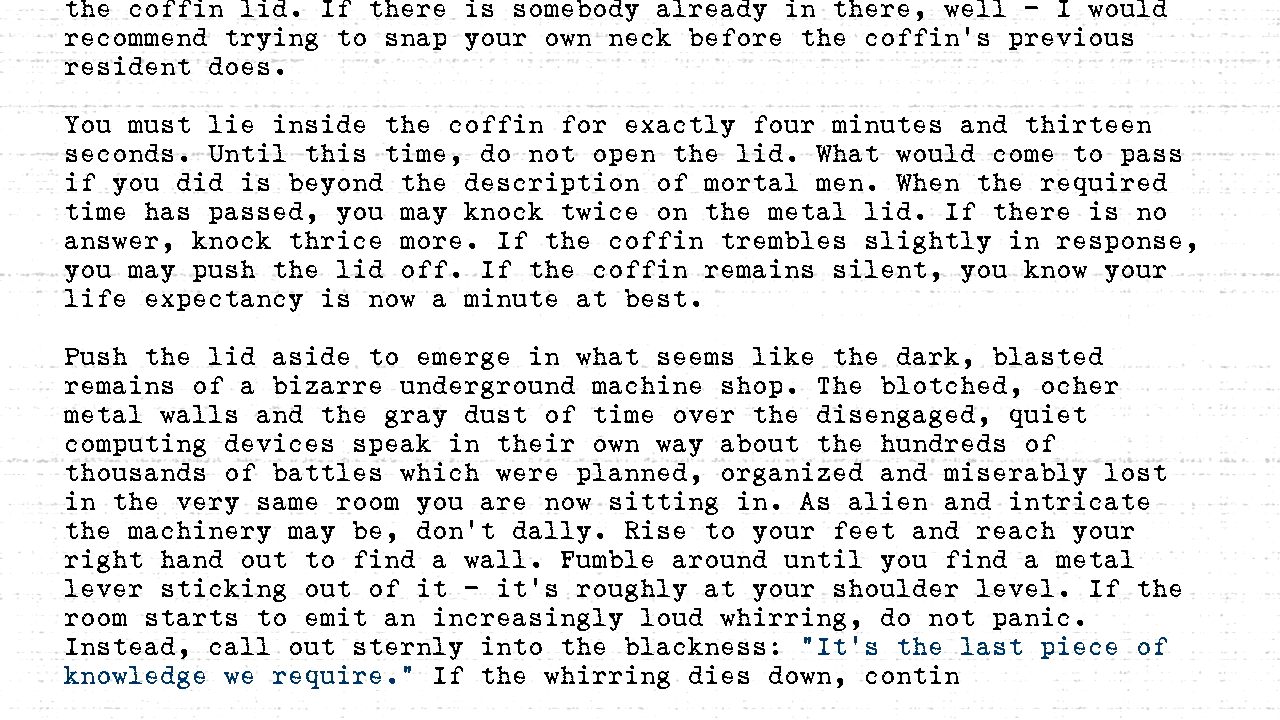 the coffin lid. If there is somebody already in there, well - I would
recommend trying to snap your own neck before the coffin's previous
resident does.
You must lie inside the coffin for exactly four minutes and thirteen
seconds. Until this time, do not open the lid. What would come to pass
if you did is beyond the description of mortal men. When the required
time has passed, you may knock twice on the metal lid. If there is no
answer, knock thrice more. If the coffin trembles slightly in response,
you may push the lid off. If the coffin remains silent, you know your
life expectancy is now a minute at best.
Push the lid aside to emerge in what seems like the dark, blasted
remains of a bizarre underground machine shop. The blotched, ocher
metal walls and the gray dust of time over the disengaged, quiet
computing devices speak in their own way about the hundreds of
thousands of battles which were planned, organized and miserably lost
in the very same room you are now sitting in. As alien and intricate
the machinery may be, don't dally. Rise to your feet and reach your
right hand out to find a wall. Fumble around until you find a metal
lever sticking out of it - it's roughly at your shoulder level. If the
room starts to emit an increasingly loud whirring, do not panic.
Instead, call out sternly into the blackness: "It's the last piece of
knowledge we require." If the whirring dies down, contin